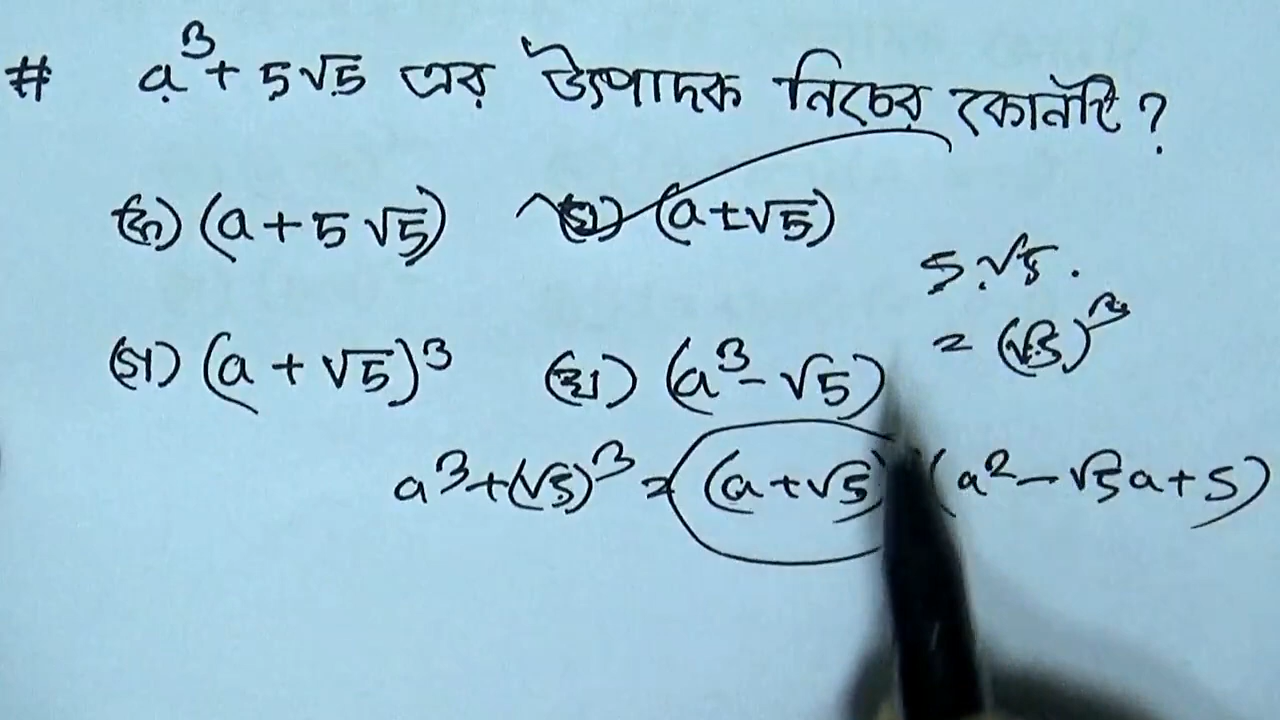 # a³ + 5√5 এর উৎপাদক নিচের কোনটি ?
(ক) (a + 5√5) (খ) (a + √5)
5.√5.
= (√5)³
(গ) (a + √5)³ (ঘ) (a³ - √5)
a³ + (√5)³ = (a + √5) (a² - √5a + 5)